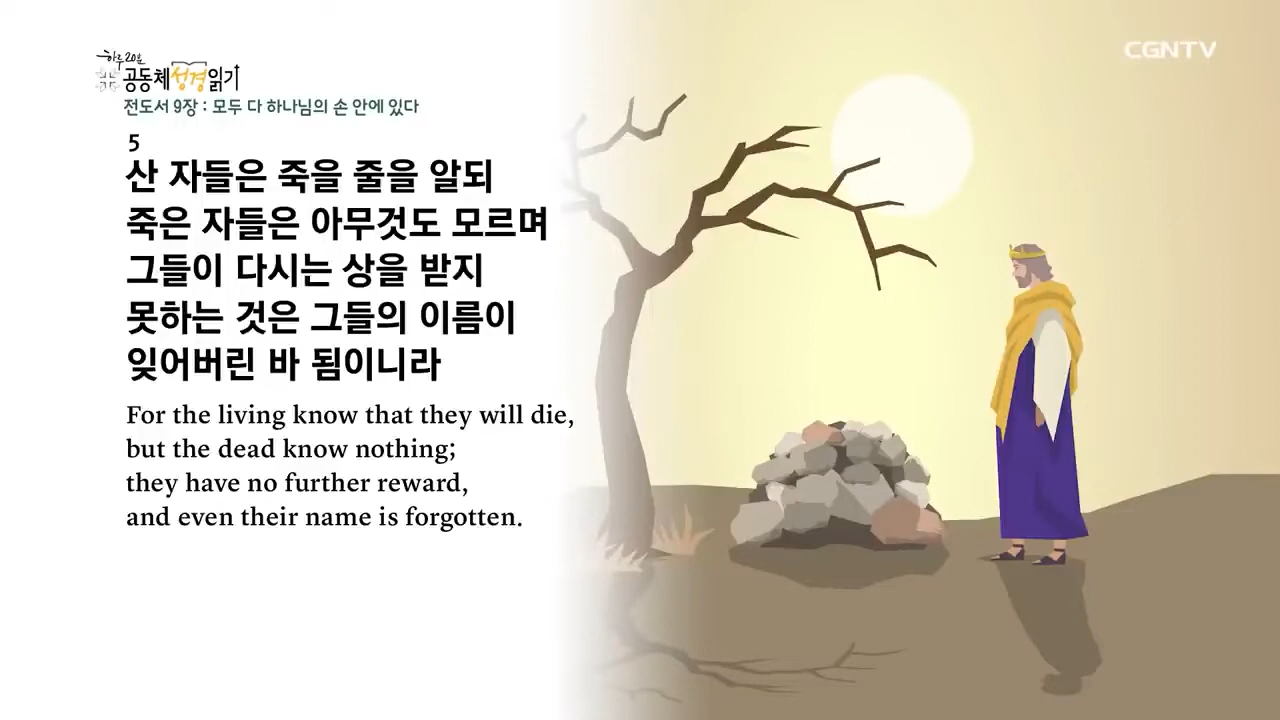 하루 20분
공동체성경읽기
전도서 9장 : 모두 다 하나님의 손 안에 있다
CGNTV
5
산 자들은 죽을 줄을 알되
죽은 자들은 아무것도 모르며
그들이 다시는 상을 받지
못하는 것은 그들의 이름이
잊어버린 바 됨이니라
For the living know that they will die,
but the dead know nothing;
they have no further reward,
and even their name is forgotten.